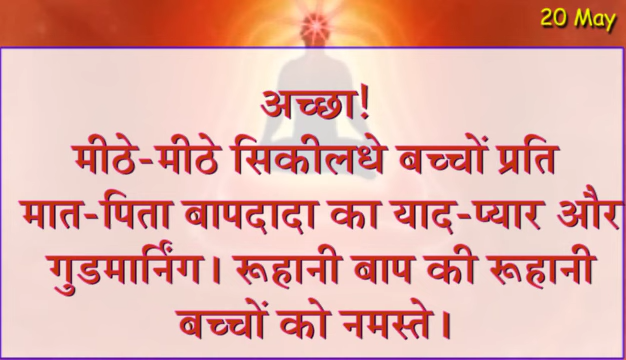 20 May
अच्छा!
मीठे-मीठे सिकीलधे बच्चों प्रति
मात-पिता बापदादा का याद-प्यार और
गुडमार्निंग। रूहानी बाप की रूहानी
बच्चों को नमस्ते।